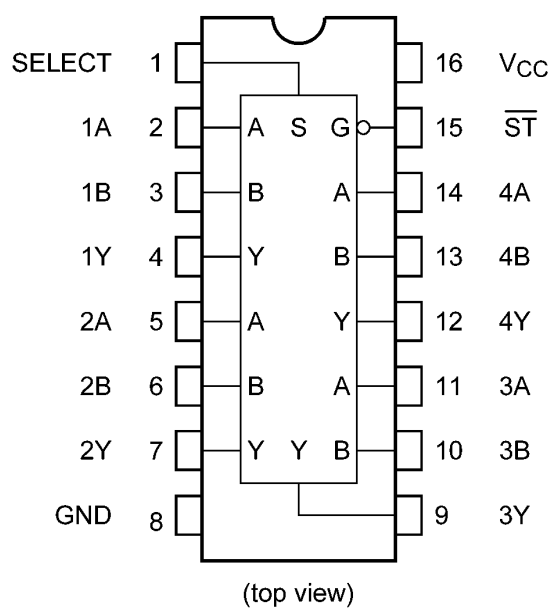 SELECT 1 16 VCC
1A 2 A S G 15 ST
1B 3 B A 14 4A
1Y 4 Y B 13 4B
2A 5 A Y 12 4Y
2B 6 B A 11 3A
2Y 7 Y Y B 10 3B
GND 8 9 3Y
(top view)